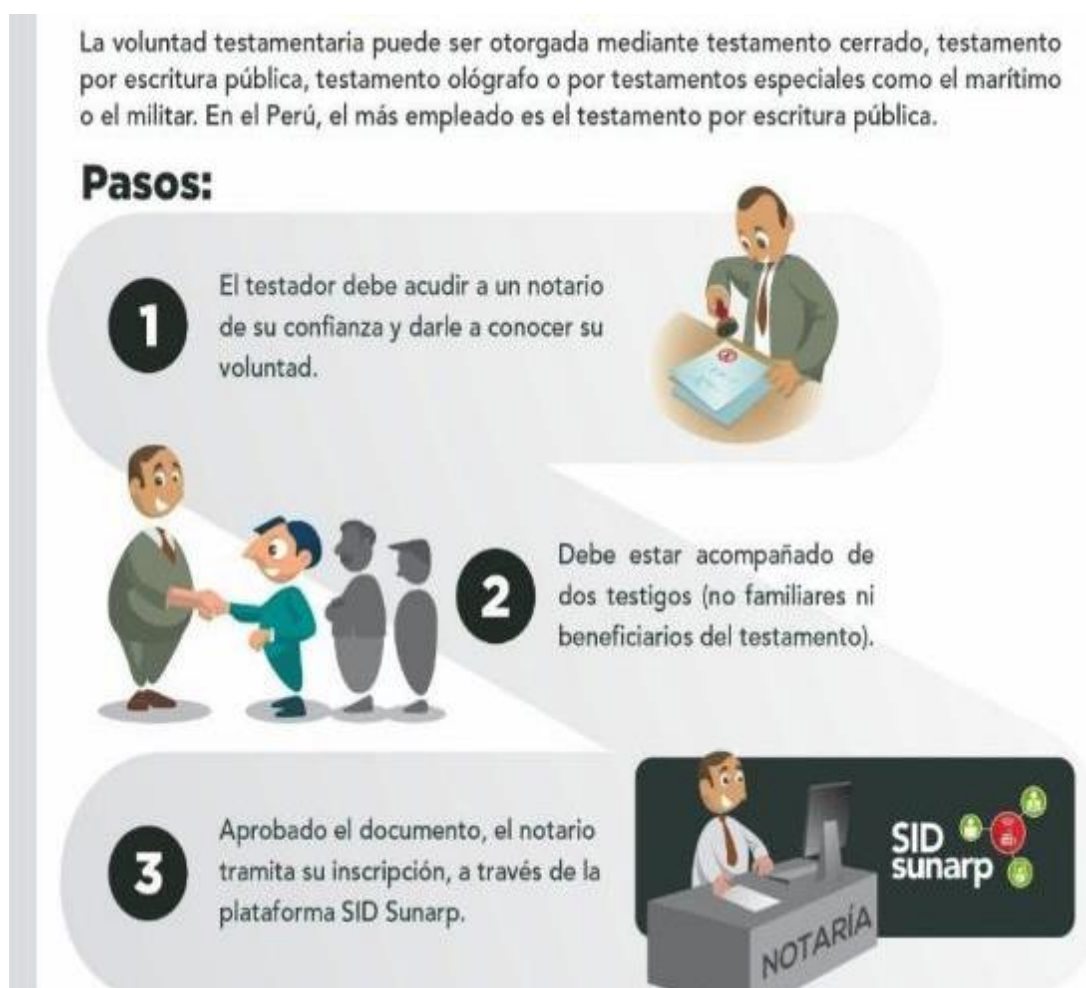 La voluntad testamentaria puede ser otorgada mediante testamento cerrado, testamento
por escritura pública, testamento ológrafo o por testamentos especiales como el marítimo
o el militar. En el Perú, el más empleado es el testamento por escritura pública.
Pasos:
1
El testador debe acudir a un notario
de su confianza y darle a conocer su
voluntad.
2
Debe estar acompañado de
dos testigos (no familiares ni
beneficiarios del testamento).
3
Aprobado el documento, el notario
tramita su inscripción, a través de la
plataforma SID Sunarp.
SID
sunarp
NOTARÍA